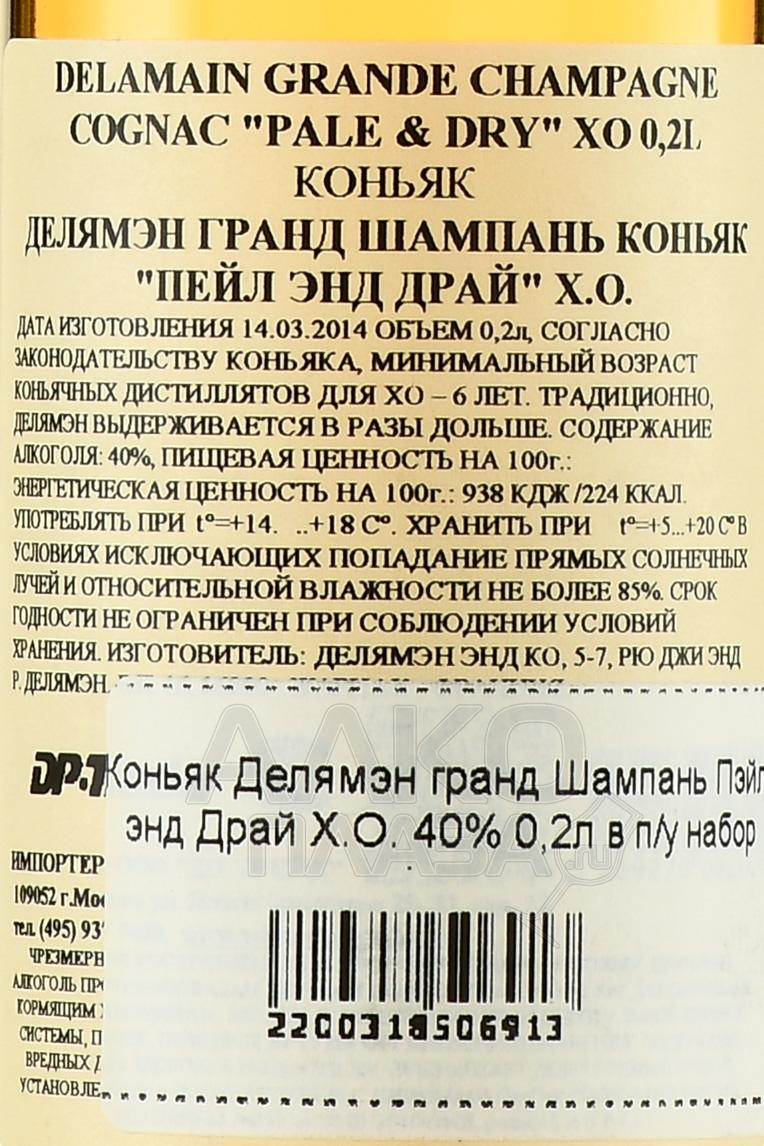 DELAMAIN GRANDE CHAMPAGNE
COGNAC "PALE & DRY" XO 0,2L
КОНЬЯК
ДЕЛЯМЭН ГРАНД ШАМПАНЬ КОНЬЯК
"ПЕЙЛ ЭНД ДРАЙ" Х.О.
ДАТА ИЗГОТОВЛЕНИЯ 14.03.2014 ОБЪЕМ 0,2л, СОГЛАСНО
ЗАКОНОДАТЕЛЬСТВУ КОНЬЯКА, МИНИМАЛЬНЫЙ ВОЗРАСТ
КОНЬЯЧНЫХ ДИСТИЛЛЯТОВ ДЛЯ ХО – 6 ЛЕТ. ТРАДИЦИОННО,
ДЕЛЯМЭН ВЫДЕРЖИВАЕТСЯ В РАЗЫ ДОЛЬШЕ. СОДЕРЖАНИЕ
АЛКОГОЛЯ: 40%, ПИЩЕВАЯ ЦЕННОСТЬ НА 100г.:
ЭНЕРГЕТИЧЕСКАЯ ЦЕННОСТЬ НА 100г.: 938 КДЖ /224 ККАЛ.
УПОТРЕБЛЯТЬ ПРИ t°=+14. ..+18 С°. ХРАНИТЬ ПРИ t°=+5...+20 С° В
УСЛОВИЯХ ИСКЛЮЧАЮЩИХ ПОПАДАНИЕ ПРЯМЫХ СОЛНЕЧНЫХ
ЛУЧЕЙ И ОТНОСИТЕЛЬНОЙ ВЛАЖНОСТИ НЕ БОЛЕЕ 85%. СРОК
ГОДНОСТИ НЕ ОГРАНИЧЕН ПРИ СОБЛЮДЕНИИ УСЛОВИЙ
ХРАНЕНИЯ. ИЗГОТОВИТЕЛЬ: ДЕЛЯМЭН ЭНД КО, 5-7, РЮ ДЖИ ЭНД
Р. ДЕЛЯМЭН,
Коньяк Делямэн гранд Шампань Пэйл
энд Драй Х.О. 40% 0,2л в п/у набор
АЛКО
ПЛАЗА.ru
2200318506913
ИМПОРТЕР
109052 г.Мос
тел. (495) 93
ЧРЕЗМЕРН
АЛКОГОЛЬ ПРО
КОРМЯЩИМ
СИСТЕМЫ, П
ВРЕДНЫХ Д
УСТАНОВЛЕ